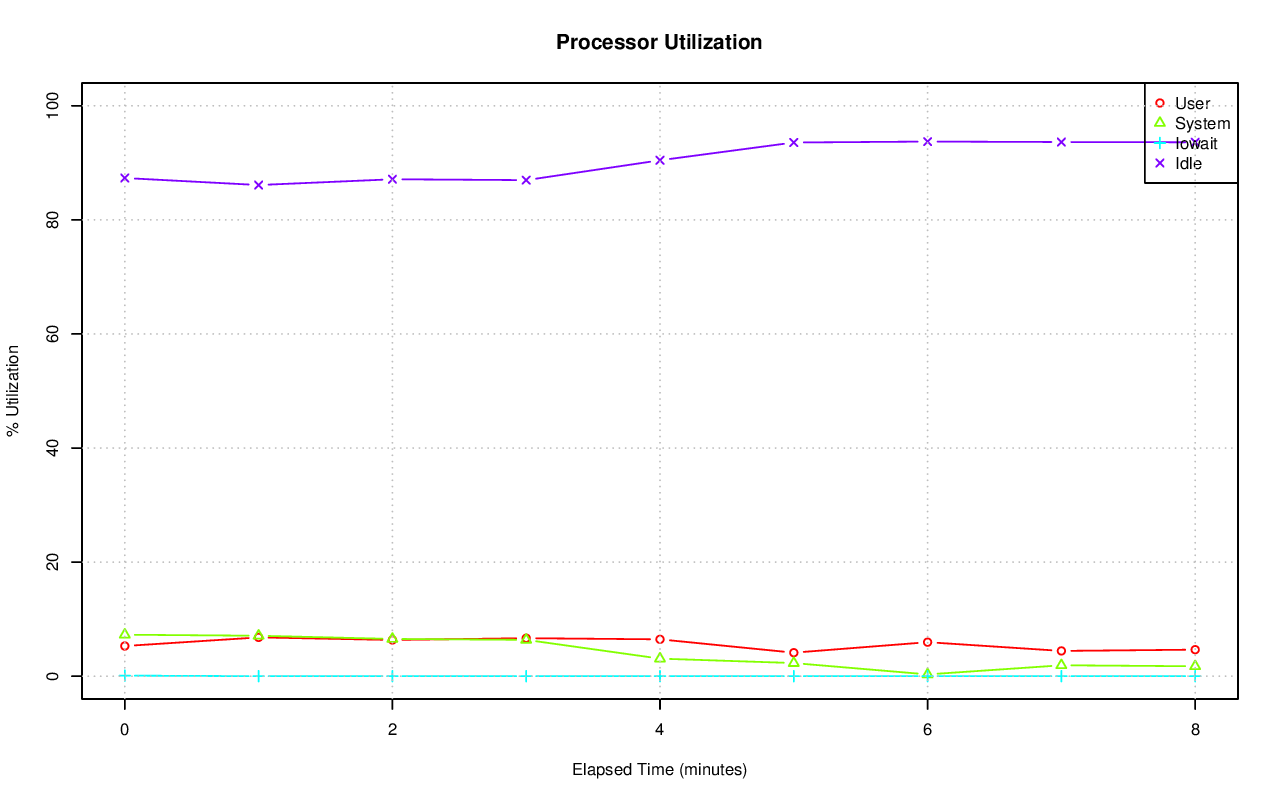 Processor Utilization
100
80
60
40
20
0
% Utilization
User
System
Iowait
Idle
0 2 4 6 8
Elapsed Time (minutes)